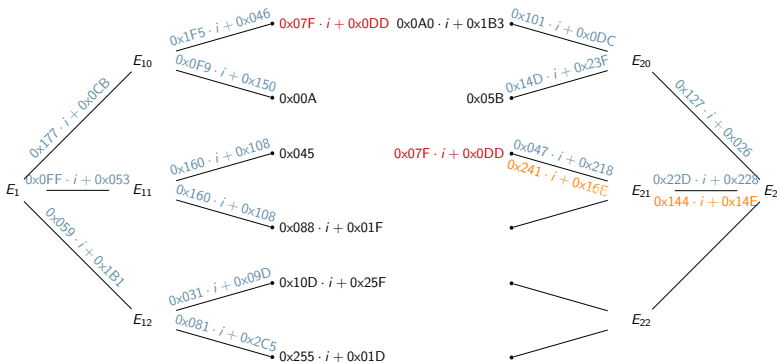 0x1F5 · i + 0x046
0x07F · i + 0x0DD
0x0A0 · i + 0x1B3
0x101 · i + 0x0DC
E10
0x0F9 · i + 0x150
0x14D · i + 0x23F
E20
0x00A
0x05B
0x177 · i + 0x0CB
0x127 · i + 0x026
0x160 · i + 0x108
0x045
0x07F · i + 0x0DD
0x047 · i + 0x218
0x241 · i + 0x16E
E1
0x0FF · i + 0x053
E11
0x160 · i + 0x108
E21
0x22D · i + 0x228
0x144 · i + 0x14E
E2
0x088 · i + 0x01F
0x059 · i + 0x1B1
0x031 · i + 0x09D
0x10D · i + 0x25F
E12
0x081 · i + 0x2C5
E22
0x255 · i + 0x01D